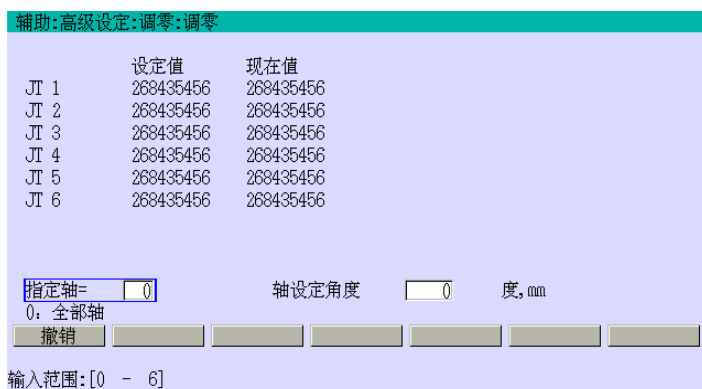 辅助:高级设定:调零:调零
设定值 现在值
JT 1 268435456 268435456
JT 2 268435456 268435456
JT 3 268435456 268435456
JT 4 268435456 268435456
JT 5 268435456 268435456
JT 6 268435456 268435456
指定轴= 0 轴设定角度 0 度,mm
0: 全部轴
撤销
输入范围:[0 - 6]